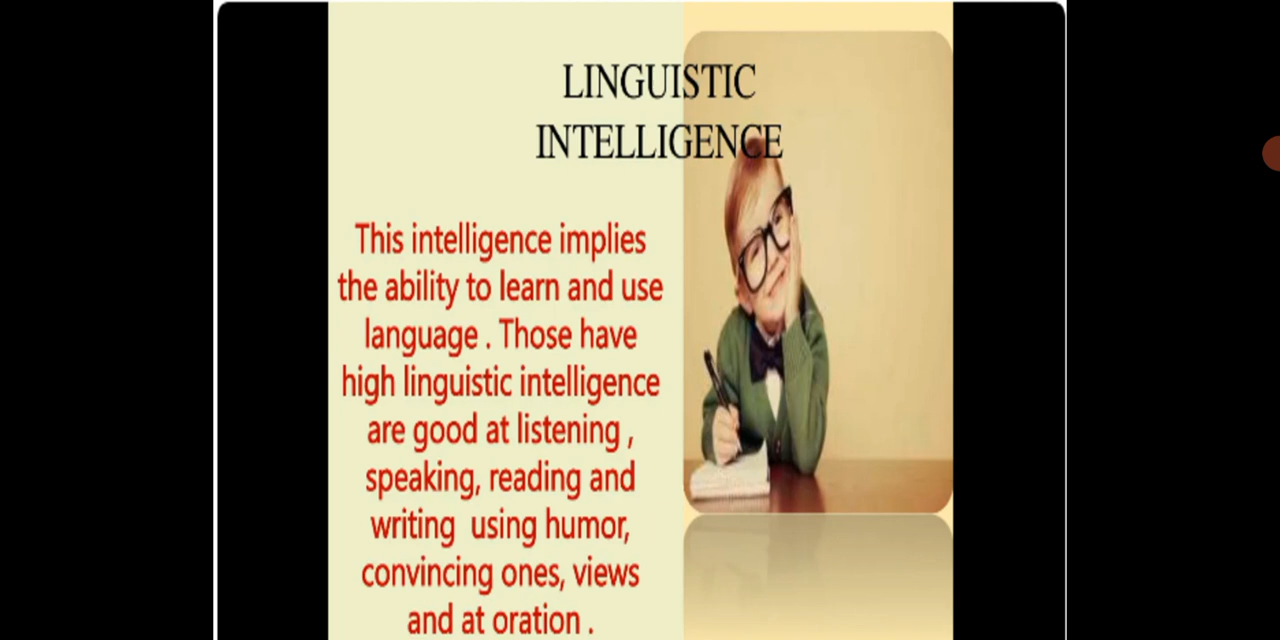 LINGUISTIC
INTELLIGENCE
This intelligence implies
the ability to learn and use
language . Those have
high linguistic intelligence
are good at listening ,
speaking, reading and
writing  using humor,
convincing ones, views
and at oration .